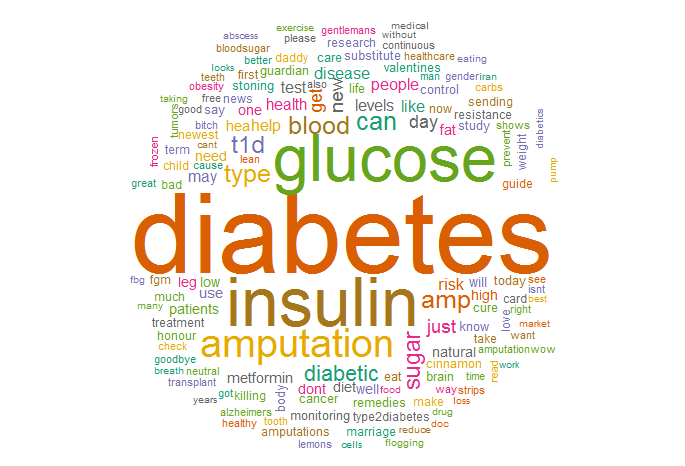 exercise gentlemans medical
abscess please without
bloodsugar research continuous
looks better daddy care substitute healthcare eating
teeth first guardian disease valentines man gender iran
obesity stoning test also life people control carbs
taking free news health get new levels like now sending
tumors good say one blood can day fat study resistance shows diabetics
bitch newest heahelp
frozen cant term need lean t1d glucose prevent weight
child cause type pump
great bad may guide
diabetes
fbg fgm leg low insulin risk will today see
many much use amp high card isnt best
patients cure love right
treatment amputation sugar just know market
honour take want
check natural amputation wow
goodbye diabetic cinnamon read work
breath neutral metformin diet well eat brain time
transplant got killing body dont food way strips
years cancer remedies make loss
alzheimers monitoring type2diabetes drug
healthy tooth amputations marriage reduce doc
lemons cells flogging